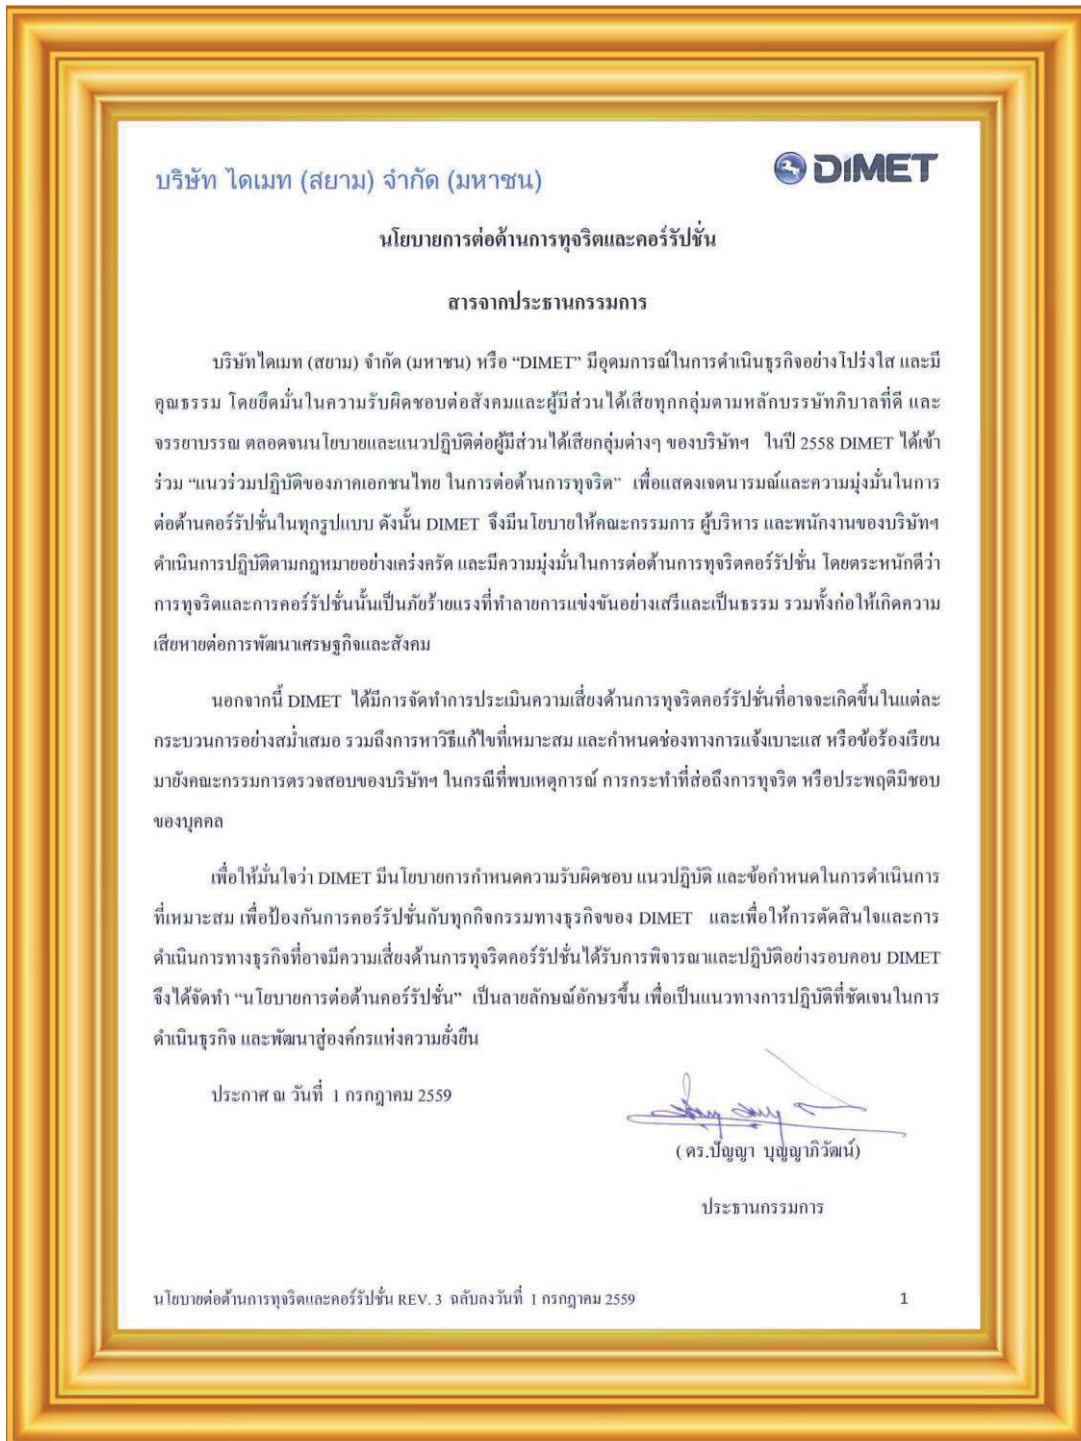 บริษัท ไดเมท (สยาม) จำกัด (มหาชน)
DiMET
นโยบายการต่อต้านการทุจริตและคอร์รัปชั่น
สารจากประธานกรรมการ
บริษัทไดเมท (สยาม) จำกัด (มหาชน) หรือ “DIMET” มีอุดมการณ์ในการดำเนินธุรกิจอย่างโปร่งใส และมี
คุณธรรม โดยยึดมั่นในความรับผิดชอบต่อสังคมและผู้มีส่วนได้เสียทุกกลุ่มตามหลักบรรษัทภิบาลที่ดี และ
จรรยาบรรณ ตลอดจนนโยบายและแนวปฏิบัติต่อผู้มีส่วนได้เสียกลุ่มต่างๆ ของบริษัทฯ ในปี 2558 DIMET ได้เข้า
ร่วม “แนวร่วมปฏิบัติของภาคเอกชนไทย ในการต่อต้านการทุจริต” เพื่อแสดงเจตนารมณ์และความมุ่งมั่นในการ
ต่อต้านคอร์รัปชั่นในทุกรูปแบบ ดังนั้น DIMET จึงมีนโยบายให้คณะกรรมการ ผู้บริหาร และพนักงานของบริษัทฯ
ดำเนินการปฏิบัติตามกฎหมายอย่างเคร่งครัด และมีความมุ่งมั่นในการต่อต้านการทุจริตคอร์รัปชั่น โดยตระหนักดีว่า
การทุจริตและการคอร์รัปชั่นนั้นเป็นภัยร้ายแรงที่ทำลายการแข่งขันอย่างเสรีและเป็นธรรม รวมทั้งก่อให้เกิดความ
เสียหายต่อการพัฒนาเศรษฐกิจและสังคม
นอกจากนี้ DIMET ได้มีการจัดทำการประเมินความเสี่ยงด้านการทุจริตคอร์รัปชั่นที่อาจจะเกิดขึ้นในแต่ละ
กระบวนการอย่างสม่ำเสมอ รวมถึงการหาวิธีแก้ไขที่เหมาะสม และกำหนดช่องทางการแจ้งเบาะแส หรือข้อร้องเรียน
มายังคณะกรรมการตรวจสอบของบริษัทฯ ในกรณีที่พบเหตุการณ์ การกระทำที่ส่อถึงการทุจริต หรือประพฤติมิชอบ
ของบุคคล
เพื่อให้มั่นใจว่า DIMET มีนโยบายการกำหนดความรับผิดชอบ แนวปฏิบัติ และข้อกำหนดในการดำเนินการ
ที่เหมาะสม เพื่อป้องกันการคอร์รัปชั่นกับทุกกิจกรรมทางธุรกิจของ DIMET และเพื่อให้การตัดสินใจและการ
ดำเนินการทางธุรกิจที่อาจมีความเสี่ยงด้านการทุจริตคอร์รัปชั่นได้รับการพิจารณาและปฏิบัติอย่างรอบคอบ DIMET
จึงได้จัดทำ “นโยบายการต่อต้านคอร์รัปชั่น” เป็นลายลักษณ์อักษรขึ้น เพื่อเป็นแนวทางการปฏิบัติที่ชัดเจนในการ
ดำเนินธุรกิจ และพัฒนาสู่องค์กรแห่งความยั่งยืน
ประกาศ ณ วันที่ 1 กรกฎาคม 2559
( ดร.ปัญญา บุญญาภิวัฒน์)
ประธานกรรมการ
นโยบายต่อต้านการทุจริตและคอร์รัปชั่น REV. 3 ฉลับลงวันที่ 1 กรกฎาคม 2559
1